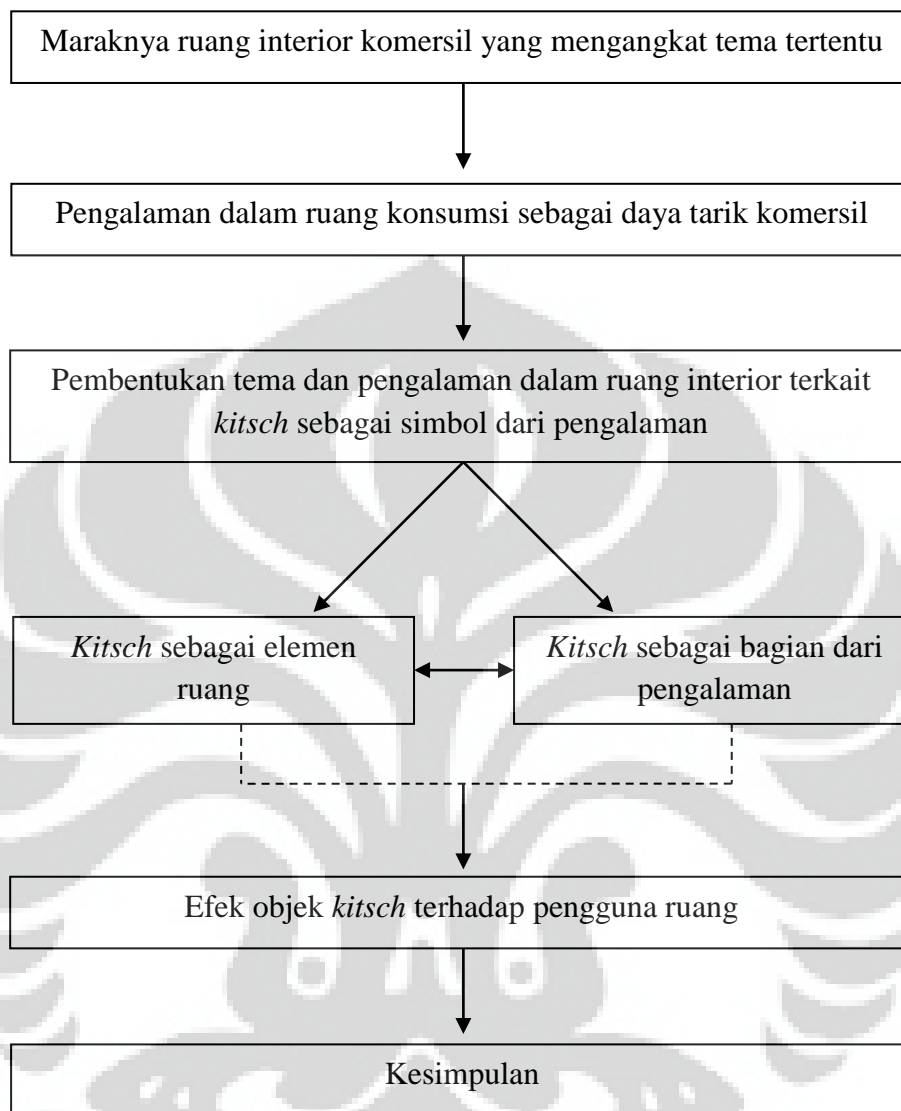 Maraknya ruang interior komersil yang mengangkat tema tertentu
Pengalaman dalam ruang konsumsi sebagai daya tarik komersil
Pembentukan tema dan pengalaman dalam ruang interior terkait
kitsch sebagai simbol dari pengalaman
Kitsch sebagai elemen
ruang
Kitsch sebagai bagian dari
pengalaman
Efek objek kitsch terhadap pengguna ruang
Kesimpulan